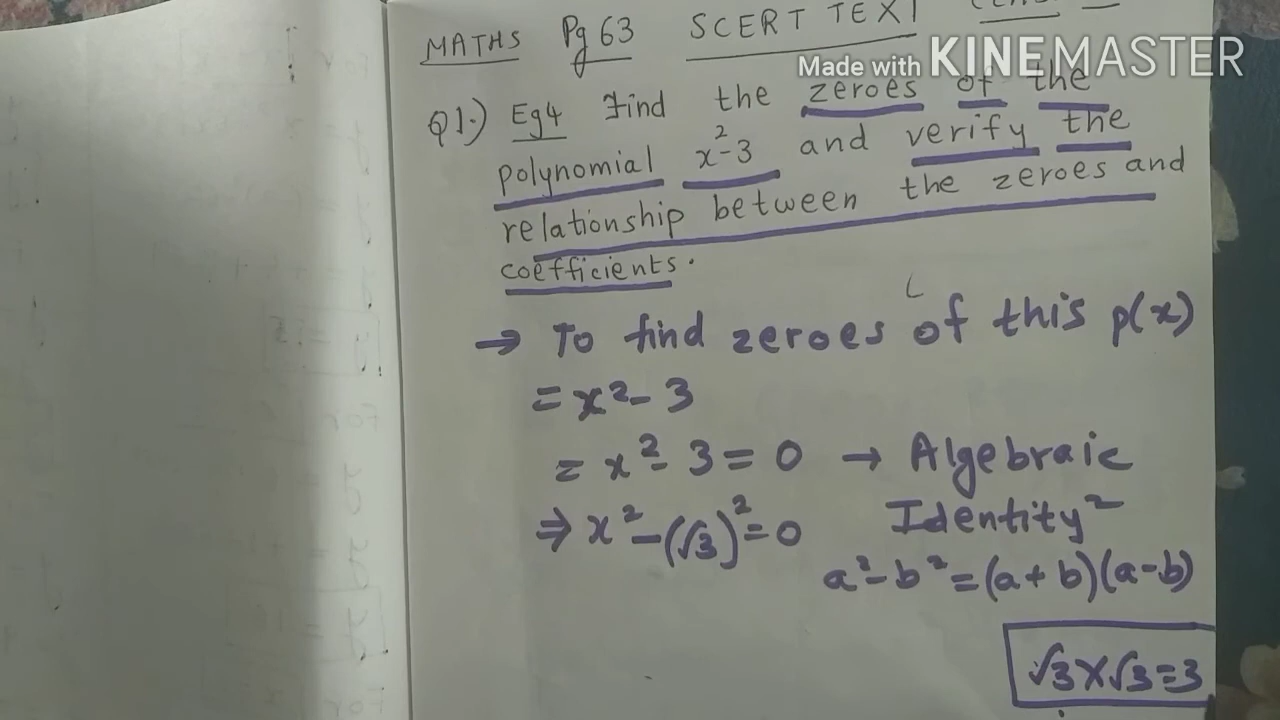 MATHS Pg 63 SCERT TEXT
Made with KINEMASTER
Q1.) Eg4 Find the zeroes of the
polynomial x²-3 and verify the
relationship between the zeroes and
coefficients.
→ To find zeroes of this p(x)
= x² - 3
= x² - 3 = 0 → Algebraic
⇒ x² - (√3)² = 0 Identity²
a² - b² = (a + b)(a - b)
√3 X √3 = 3